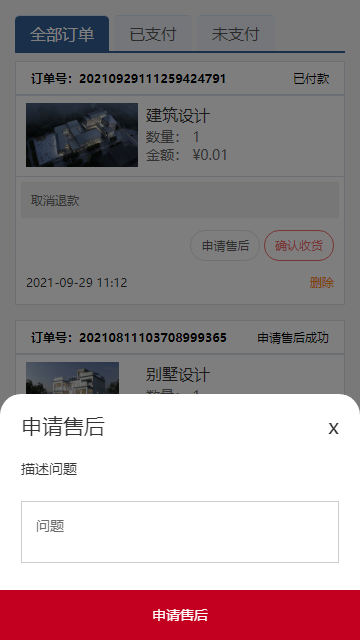 全部订单 已支付 未支付
订单号：20210929111259424791 已付款
建筑设计
数量： 1
金额： ¥0.01
取消退款
申请售后 确认收货
2021-09-29 11:12 删除
订单号：20210811103708999365 申请售后成功
别墅设计
数量： 1
申请售后 x
描述问题
问题
申请售后